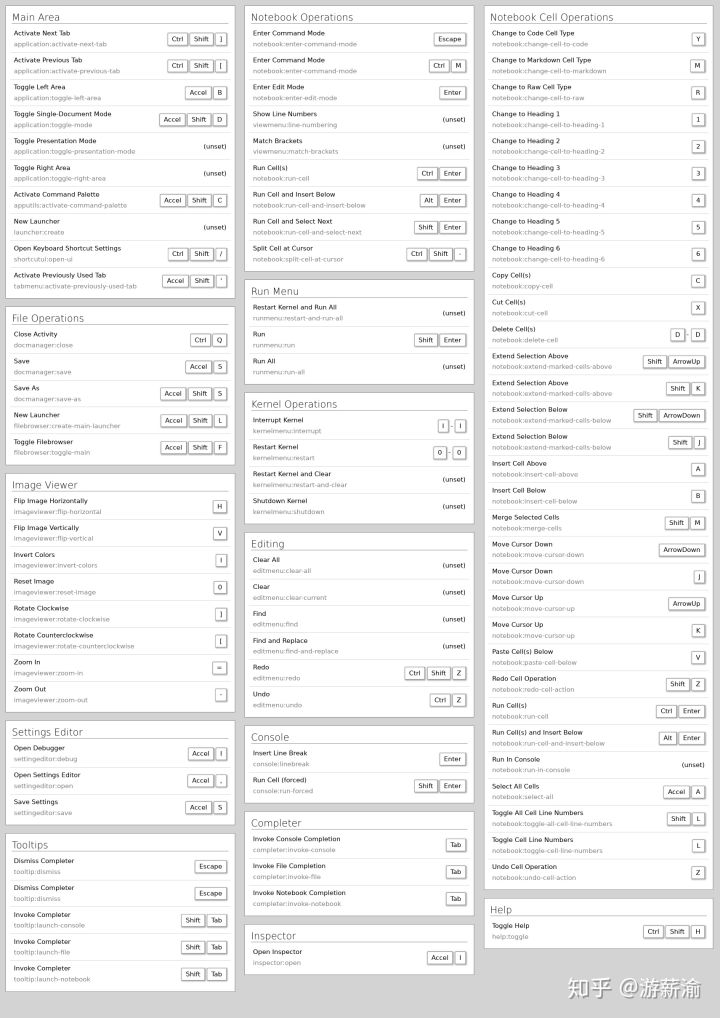 Main Area
Activate Next Tab
application:activate-next-tab
Ctrl Shift ]
Activate Previous Tab
application:activate-previous-tab
Ctrl Shift [
Toggle Left Area
application:toggle-left-area
Accel B
Toggle Single-Document Mode
application:toggle-mode
Accel Shift D
Toggle Presentation Mode
application:toggle-presentation-mode
(unset)
Toggle Right Area
application:toggle-right-area
(unset)
Activate Command Palette
apputils:activate-command-palette
Accel Shift C
New Launcher
launcher:create
(unset)
Open Keyboard Shortcut Settings
shortcutui:open-ui
Ctrl Shift /
Activate Previously Used Tab
tabmenu:activate-previously-used-tab
Accel Shift '
File Operations
Close Activity
docmanager:close
Ctrl Q
Save
docmanager:save
Accel S
Save As
docmanager:save-as
Accel Shift S
New Launcher
filebrowser:create-main-launcher
Accel Shift L
Toggle Filebrowser
filebrowser:toggle-main
Accel Shift F
Image Viewer
Flip Image Horizontally
imageviewer:flip-horizontal
H
Flip Image Vertically
imageviewer:flip-vertical
V
Invert Colors
imageviewer:invert-colors
I
Reset Image
imageviewer:reset-image
0
Rotate Clockwise
imageviewer:rotate-clockwise
]
Rotate Counterclockwise
imageviewer:rotate-counterclockwise
[
Zoom In
imageviewer:zoom-in
=
Zoom Out
imageviewer:zoom-out
-
Settings Editor
Open Debugger
settingeditor:debug
Accel I
Open Settings Editor
settingeditor:open
Accel ,
Save Settings
settingeditor:save
Accel S
Tooltips
Dismiss Completer
tooltip:dismiss
Escape
Dismiss Completer
tooltip:dismiss
Escape
Invoke Completer
tooltip:launch-console
Shift Tab
Invoke Completer
tooltip:launch-file
Shift Tab
Invoke Completer
tooltip:launch-notebook
Shift Tab
Notebook Operations
Enter Command Mode
notebook:enter-command-mode
Escape
Enter Command Mode
notebook:enter-command-mode
Ctrl M
Enter Edit Mode
notebook:enter-edit-mode
Enter
Show Line Numbers
viewmenu:line-numbering
(unset)
Match Brackets
viewmenu:match-brackets
(unset)
Run Cell(s)
notebook:run-cell
Ctrl Enter
Run Cell and Insert Below
notebook:run-cell-and-insert-below
Alt Enter
Run Cell and Select Next
notebook:run-cell-and-select-next
Shift Enter
Split Cell at Cursor
notebook:split-cell-at-cursor
Ctrl Shift -
Run Menu
Restart Kernel and Run All
runmenu:restart-and-run-all
(unset)
Run
runmenu:run
Shift Enter
Run All
runmenu:run-all
(unset)
Kernel Operations
Interrupt Kernel
kernelmenu:interrupt
I - I
Restart Kernel
kernelmenu:restart
0 - 0
Restart Kernel and Clear
kernelmenu:restart-and-clear
(unset)
Shutdown Kernel
kernelmenu:shutdown
(unset)
Editing
Clear All
editmenu:clear-all
(unset)
Clear
editmenu:clear-current
(unset)
Find
editmenu:find
(unset)
Find and Replace
editmenu:find-and-replace
(unset)
Redo
editmenu:redo
Ctrl Shift Z
Undo
editmenu:undo
Ctrl Z
Console
Insert Line Break
console:linebreak
Enter
Run Cell (forced)
console:run-forced
Shift Enter
Completer
Invoke Console Completion
completer:invoke-console
Tab
Invoke File Completion
completer:invoke-file
Tab
Invoke Notebook Completion
completer:invoke-notebook
Tab
Inspector
Open Inspector
inspector:open
Accel I
Notebook Cell Operations
Change to Code Cell Type
notebook:change-cell-to-code
Y
Change to Markdown Cell Type
notebook:change-cell-to-markdown
M
Change to Raw Cell Type
notebook:change-cell-to-raw
R
Change to Heading 1
notebook:change-cell-to-heading-1
1
Change to Heading 2
notebook:change-cell-to-heading-2
2
Change to Heading 3
notebook:change-cell-to-heading-3
3
Change to Heading 4
notebook:change-cell-to-heading-4
4
Change to Heading 5
notebook:change-cell-to-heading-5
5
Change to Heading 6
notebook:change-cell-to-heading-6
6
Copy Cell(s)
notebook:copy-cell
C
Cut Cell(s)
notebook:cut-cell
X
Delete Cell(s)
notebook:delete-cell
D - D
Extend Selection Above
notebook:extend-marked-cells-above
Shift ArrowUp
Extend Selection Above
notebook:extend-marked-cells-above
Shift K
Extend Selection Below
notebook:extend-marked-cells-below
Shift ArrowDown
Extend Selection Below
notebook:extend-marked-cells-below
Shift J
Insert Cell Above
notebook:insert-cell-above
A
Insert Cell Below
notebook:insert-cell-below
B
Merge Selected Cells
notebook:merge-cells
Shift M
Move Cursor Down
notebook:move-cursor-down
ArrowDown
Move Cursor Down
notebook:move-cursor-down
J
Move Cursor Up
notebook:move-cursor-up
ArrowUp
Move Cursor Up
notebook:move-cursor-up
K
Paste Cell(s) Below
notebook:paste-cell-below
V
Redo Cell Operation
notebook:redo-cell-action
Shift Z
Run Cell(s)
notebook:run-cell
Ctrl Enter
Run Cell(s) and Insert Below
notebook:run-cell-and-insert-below
Alt Enter
Run In Console
notebook:run-in-console
(unset)
Select All Cells
notebook:select-all
Accel A
Toggle All Cell Line Numbers
notebook:toggle-all-cell-line-numbers
Shift L
Toggle Cell Line Numbers
notebook:toggle-cell-line-numbers
L
Undo Cell Operation
notebook:undo-cell-action
Z
Help
Toggle Help
help:toggle
Ctrl Shift H
知乎 @游薪渝